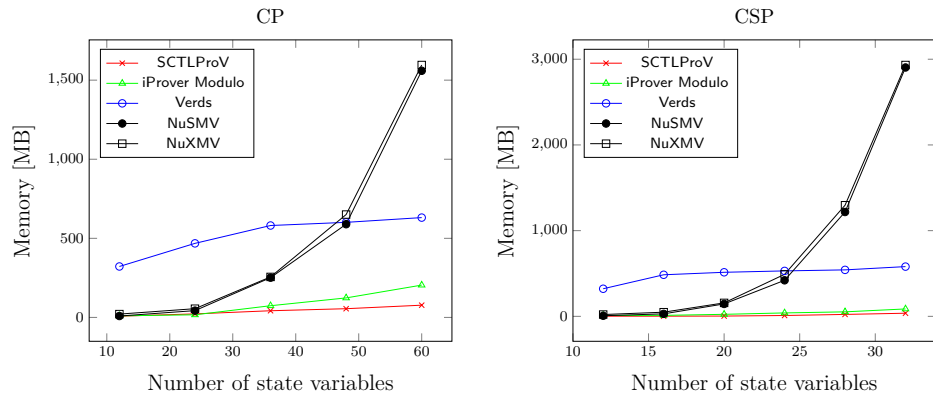 CP
SCTLProV
iProver Modulo
Verds
NuSMV
NuXMV
1,500
1,000
500
0
10
20
30
40
50
60
Memory [MB]
Number of state variables
CSP
SCTLProV
iProver Modulo
Verds
NuSMV
NuXMV
3,000
2,000
1,000
0
10
15
20
25
30
Memory [MB]
Number of state variables